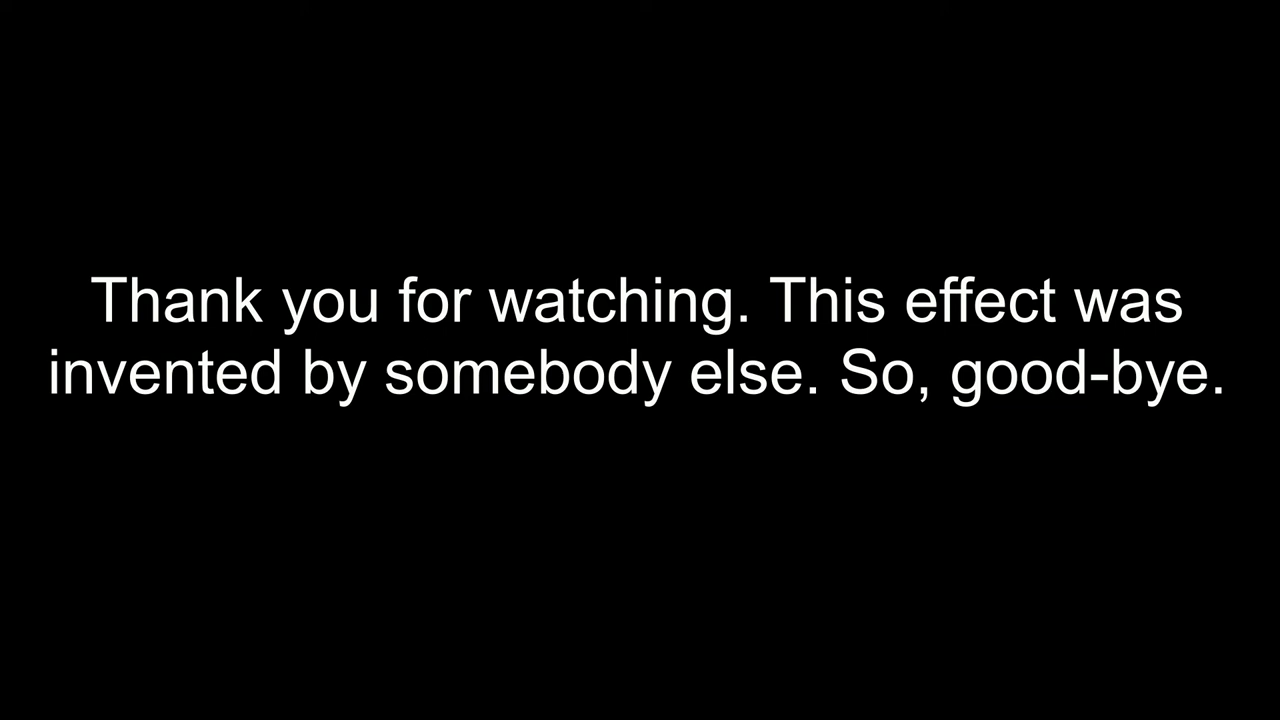 Thank you for watching. This effect was
invented by somebody else. So, good-bye.